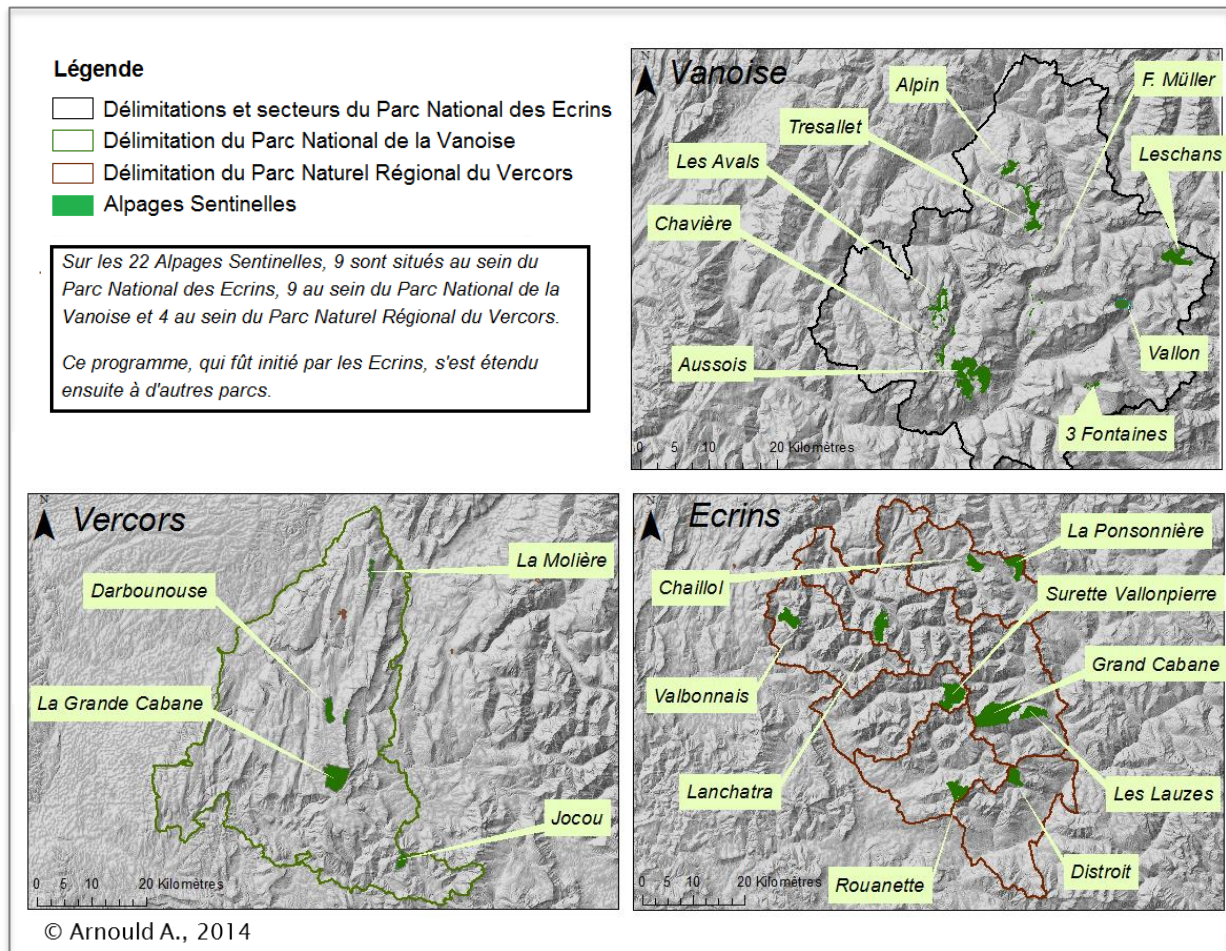 Légende
Délimitations et secteurs du Parc National des Ecrins
Délimitation du Parc National de la Vanoise
Délimitation du Parc Naturel Régional du Vercors
Alpages Sentinelles
Sur les 22 Alpages Sentinelles, 9 sont situés au sein du
Parc National des Ecrins, 9 au sein du Parc National de la
Vanoise et 4 au sein du Parc Naturel Régional du Vercors.
Ce programme, qui fût initié par les Ecrins, s'est étendu
ensuite à d'autres parcs.
N
Vanoise
Alpin
F. Müller
Tresallet
Les Avals
Leschans
Chavière
Aussois
Vallon
3 Fontaines
0 5 10 20 Kilomètres
N
Vercors
La Molière
Darbounouse
La Grande Cabane
Jocou
0 5 10 20 Kilomètres
N
Ecrins
La Ponsonnière
Chaillol
Surette Vallonpierre
Grand Cabane
Valbonnais
Lanchatra
Les Lauzes
Rouanette
Distroit
0 5 10 20 Kilomètres
© Arnould A., 2014